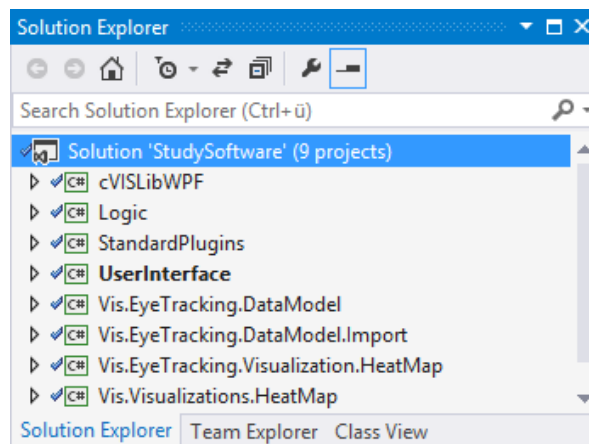 Solution Explorer
Search Solution Explorer (Ctrl+ü)
Solution 'StudySoftware' (9 projects)
C# cVISLibWPF
C# Logic
C# StandardPlugins
C# UserInterface
C# Vis.EyeTracking.DataModel
C# Vis.EyeTracking.DataModel.Import
C# Vis.EyeTracking.Visualization.HeatMap
C# Vis.Visualizations.HeatMap
Solution Explorer Team Explorer Class View